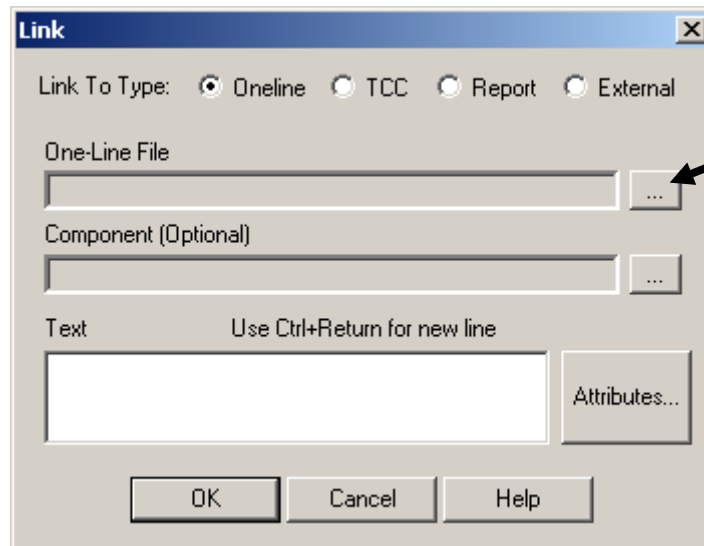 Link
Link To Type: Oneline TCC Report External
One-Line File
...
Component (Optional)
...
Text Use Ctrl+Return for new line
Attributes...
OK Cancel Help